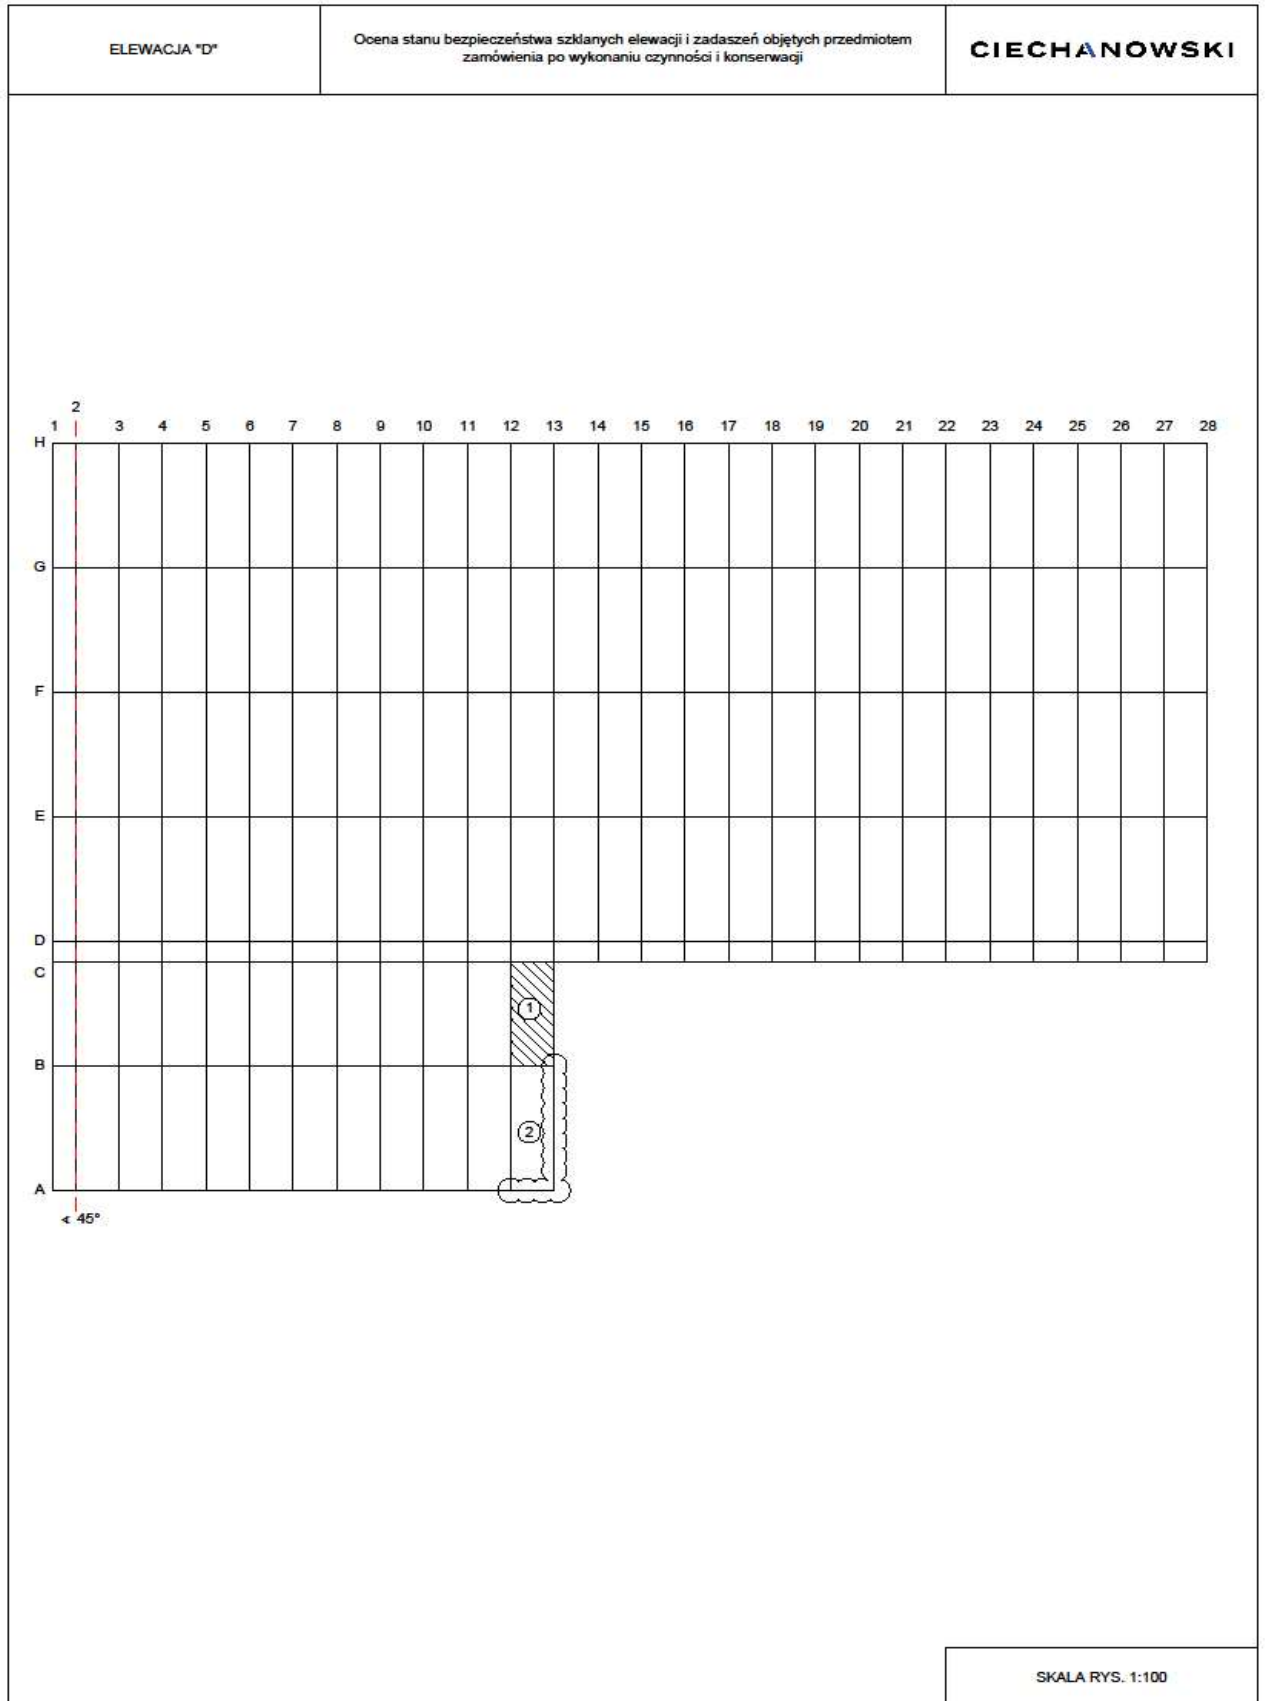 ELEWACJA "D"
Ocena stanu bezpieczeństwa szklanych elewacji i zadaszeń objętych przedmiotem
zamówienia po wykonaniu czynności i konserwacji
CIECHANOWSKI
2
1 3 4 5 6 7 8 9 10 11 12 13 14 15 16 17 18 19 20 21 22 23 24 25 26 27 28
H
G
F
E
D
C
1
B
2
A
∢ 45°
SKALA RYS. 1:100